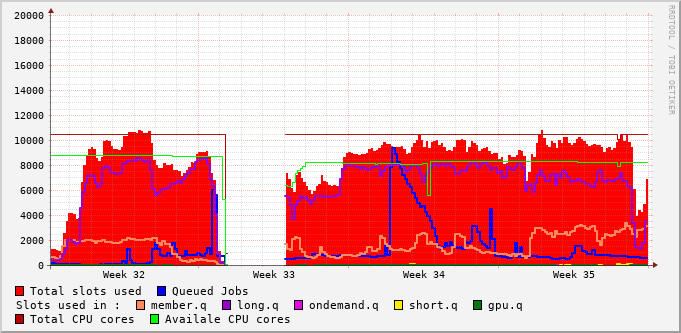 20000
18000
16000
14000
12000
10000
8000
6000
4000
2000
0
Week 32 Week 33 Week 34 Week 35
RRDTOOL / TOBI OETIKER
Total slots used Queued Jobs
Slots used in : member.q long.q ondemand.q short.q gpu.q
Total CPU cores Availale CPU cores